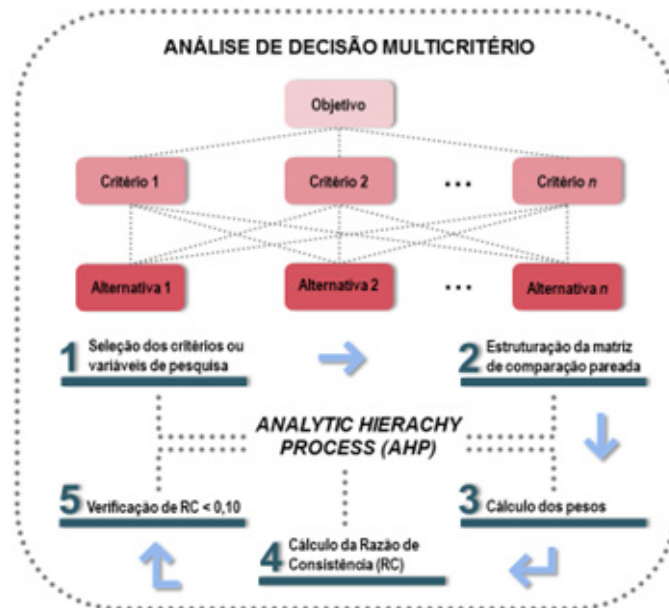 ANÁLISE DE DECISÃO MULTICRITÉRIO
Objetivo
Critério 1
Critério 2
...
Critério n
Alternativa 1
Alternativa 2
...
Alternativa n
1 Seleção dos critérios ou
variáveis de pesquisa
2 Estruturação da matriz
de comparação pareada
ANALYTIC HIERACHY
PROCESS (AHP)
5 Verificação de RC < 0,10
3 Cálculo dos pesos
4 Cálculo da Razão de
Consistência (RC)